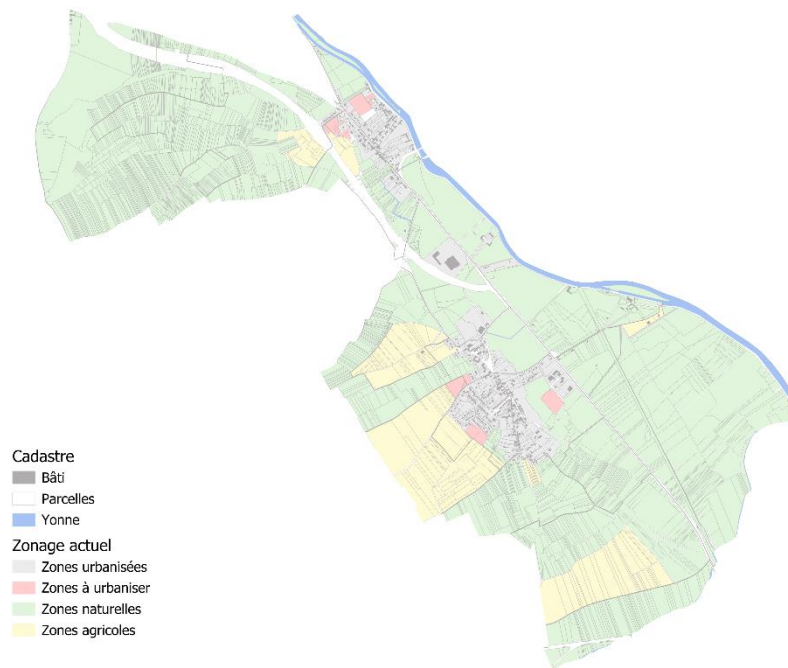 Cadastre
Bâti
Parcelles
Yonne
Zonage actuel
Zones urbanisées
Zones à urbaniser
Zones naturelles
Zones agricoles